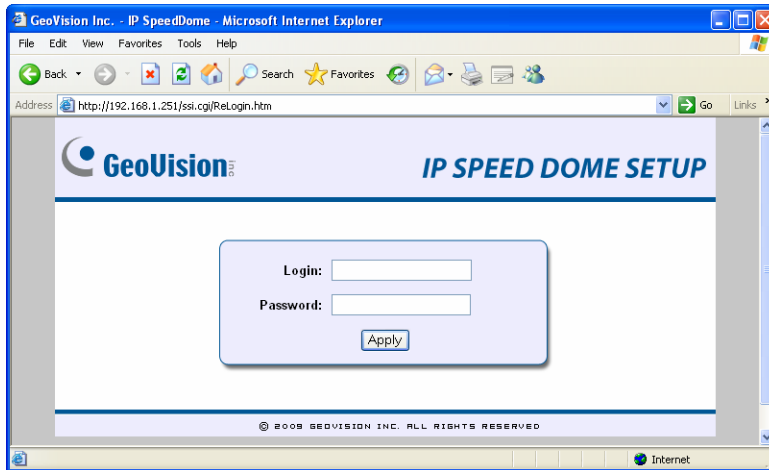 GeoVision Inc. - IP SpeedDome - Microsoft Internet Explorer
File Edit View Favorites Tools Help
Back Search Favorites
Address http://192.168.1.251/ssi.cgi/ReLogin.htm Go Links
GeoVision inc IP SPEED DOME SETUP
Login:
Password:
Apply
© 2009 GEOVISION INC. ALL RIGHTS RESERVED
Internet